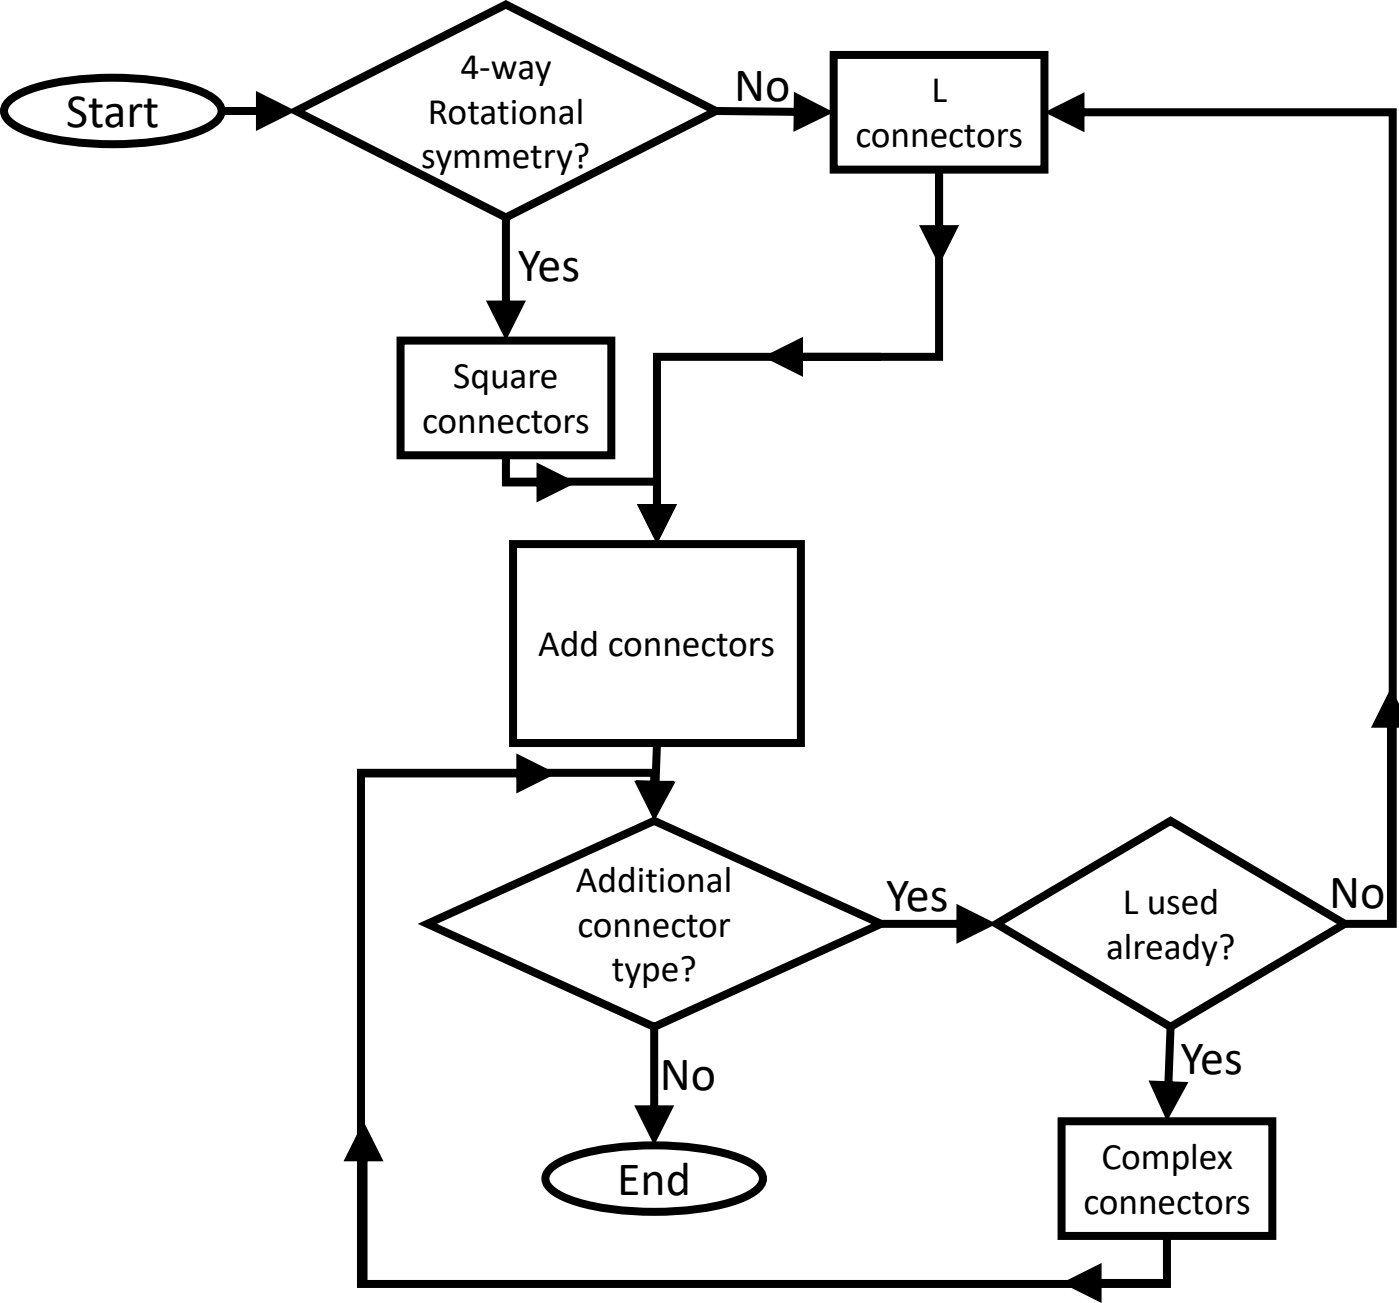 Start
4-way
Rotational
symmetry?
No
L
connectors
Yes
Square
connectors
Add connectors
Additional
connector
type?
Yes
L used
already?
No
No
Yes
End
Complex
connectors